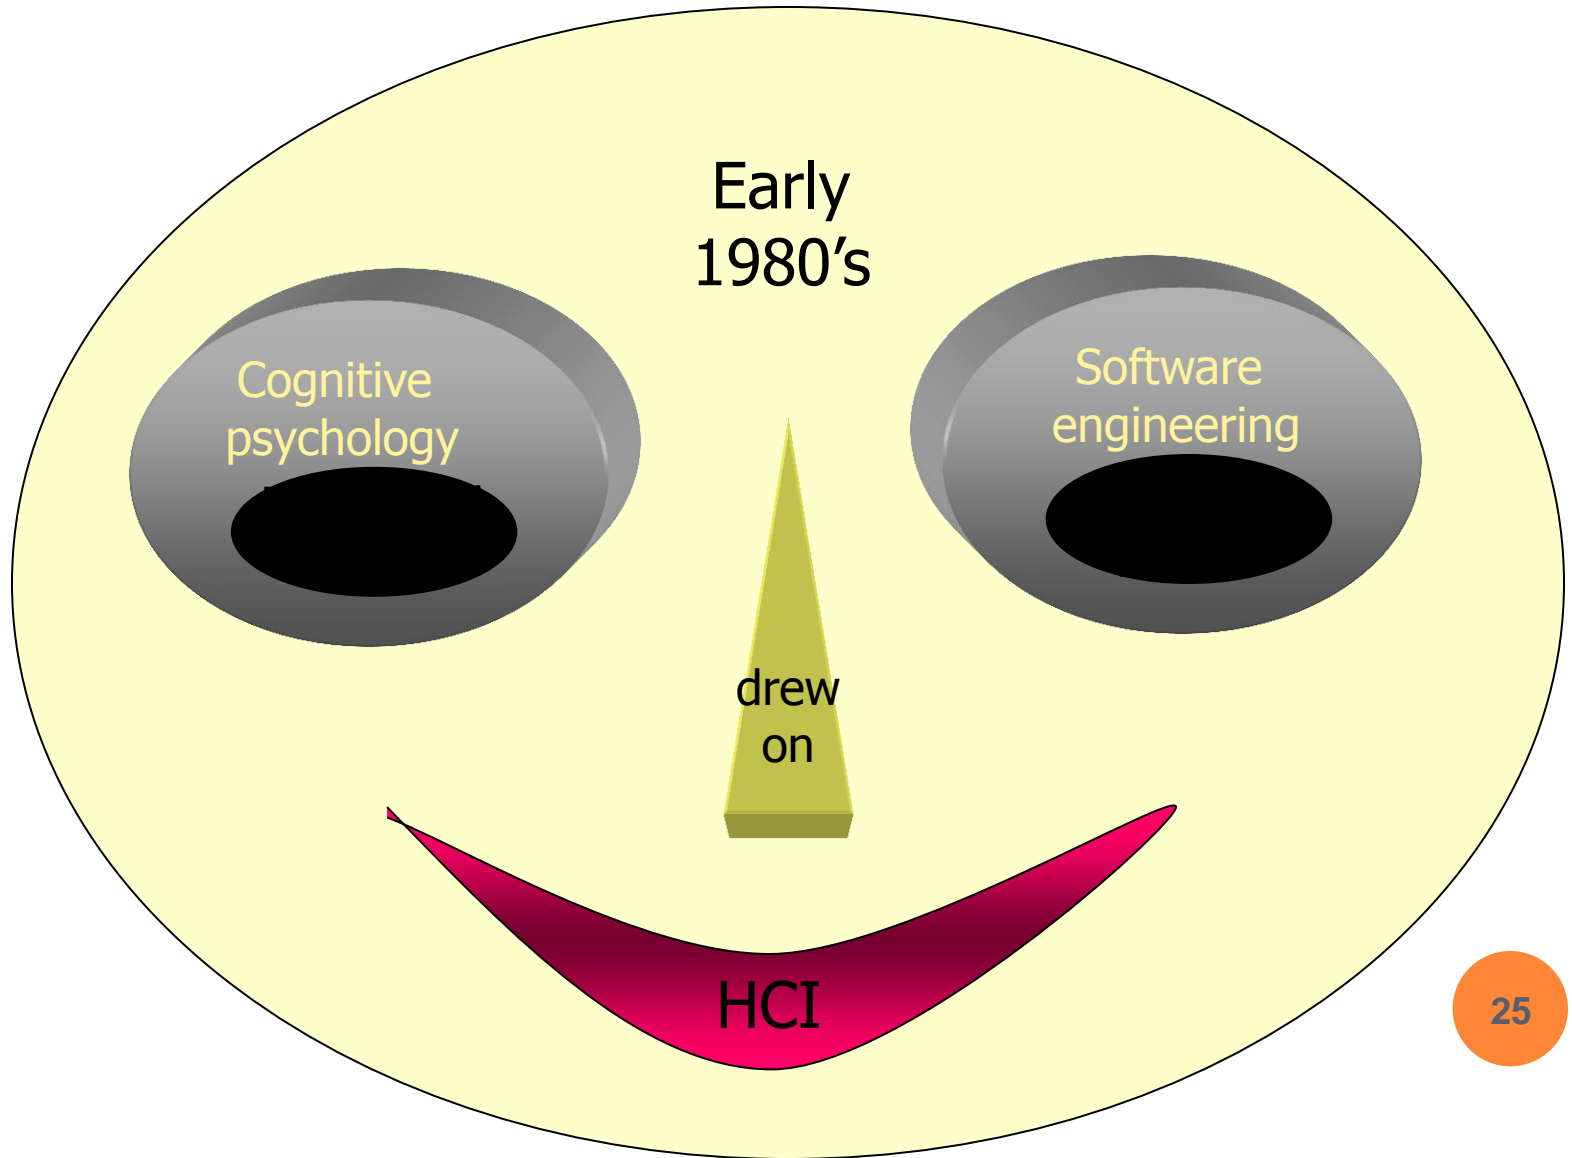 Early
1980’s
Cognitive
psychology
Software
engineering
drew
on
HCI
25